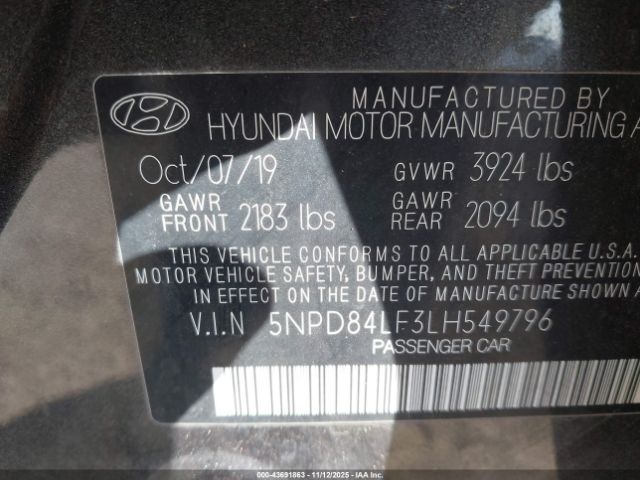 MANUFACTURED BY
HYUNDAI MOTOR MANUFACTURING A
Oct/07/19 GVWR 3924 lbs
GAWR FRONT 2183 lbs GAWR REAR 2094 lbs
THIS VEHICLE CONFORMS TO ALL APPLICABLE U.S.A.
MOTOR VEHICLE SAFETY, BUMPER, AND THEFT PREVENTION
IN EFFECT ON THE DATE OF MANUFACTURE SHOWN
V.I.N 5NPD84LF3LH549796
PASSENGER CAR
000-43691863 - 11/12/2025 - IAA Inc.